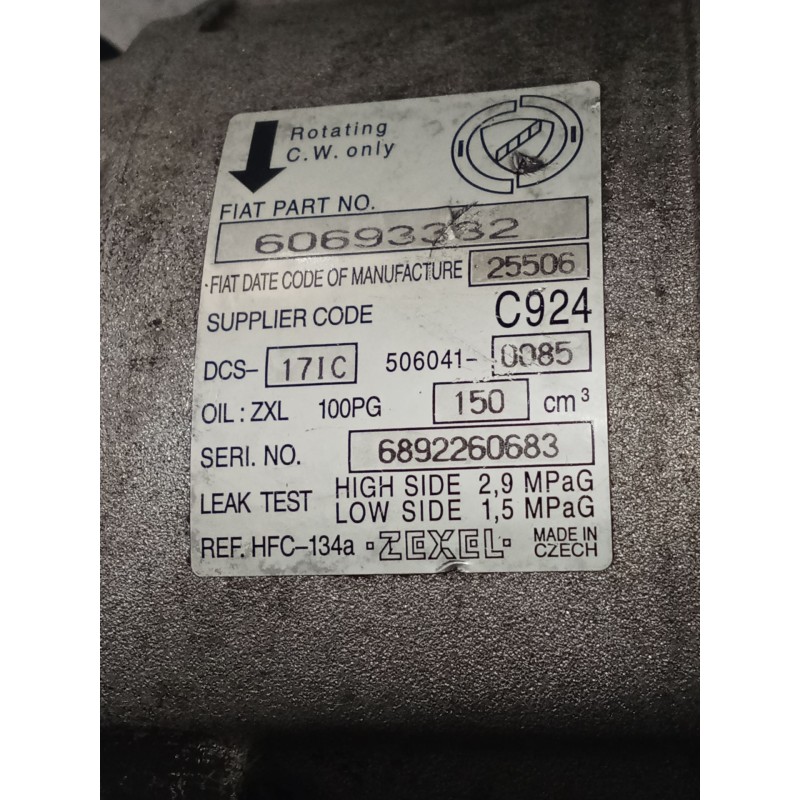 Rotating
C.W. only
FIAT PART NO.
60693332
FIAT DATE CODE OF MANUFACTURE 25506
SUPPLIER CODE C924
DCS- 17IC 506041- 0085
OIL : ZXL 100PG 150 cm³
SERI. NO. 6892260683
LEAK TEST HIGH SIDE 2,9 MPaG
LOW SIDE 1,5 MPaG
REF. HFC-134a ZEXEL MADE IN
CZECH